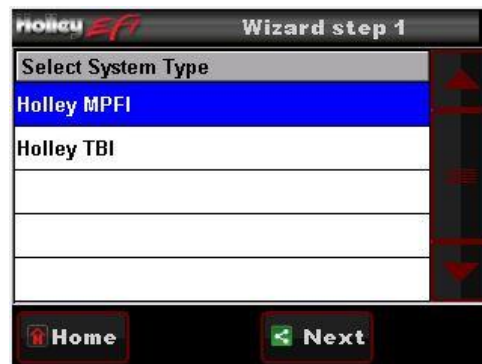 Holley EFI Wizard step 1
Select System Type
Holley MPFI
Holley TBI
Home Next